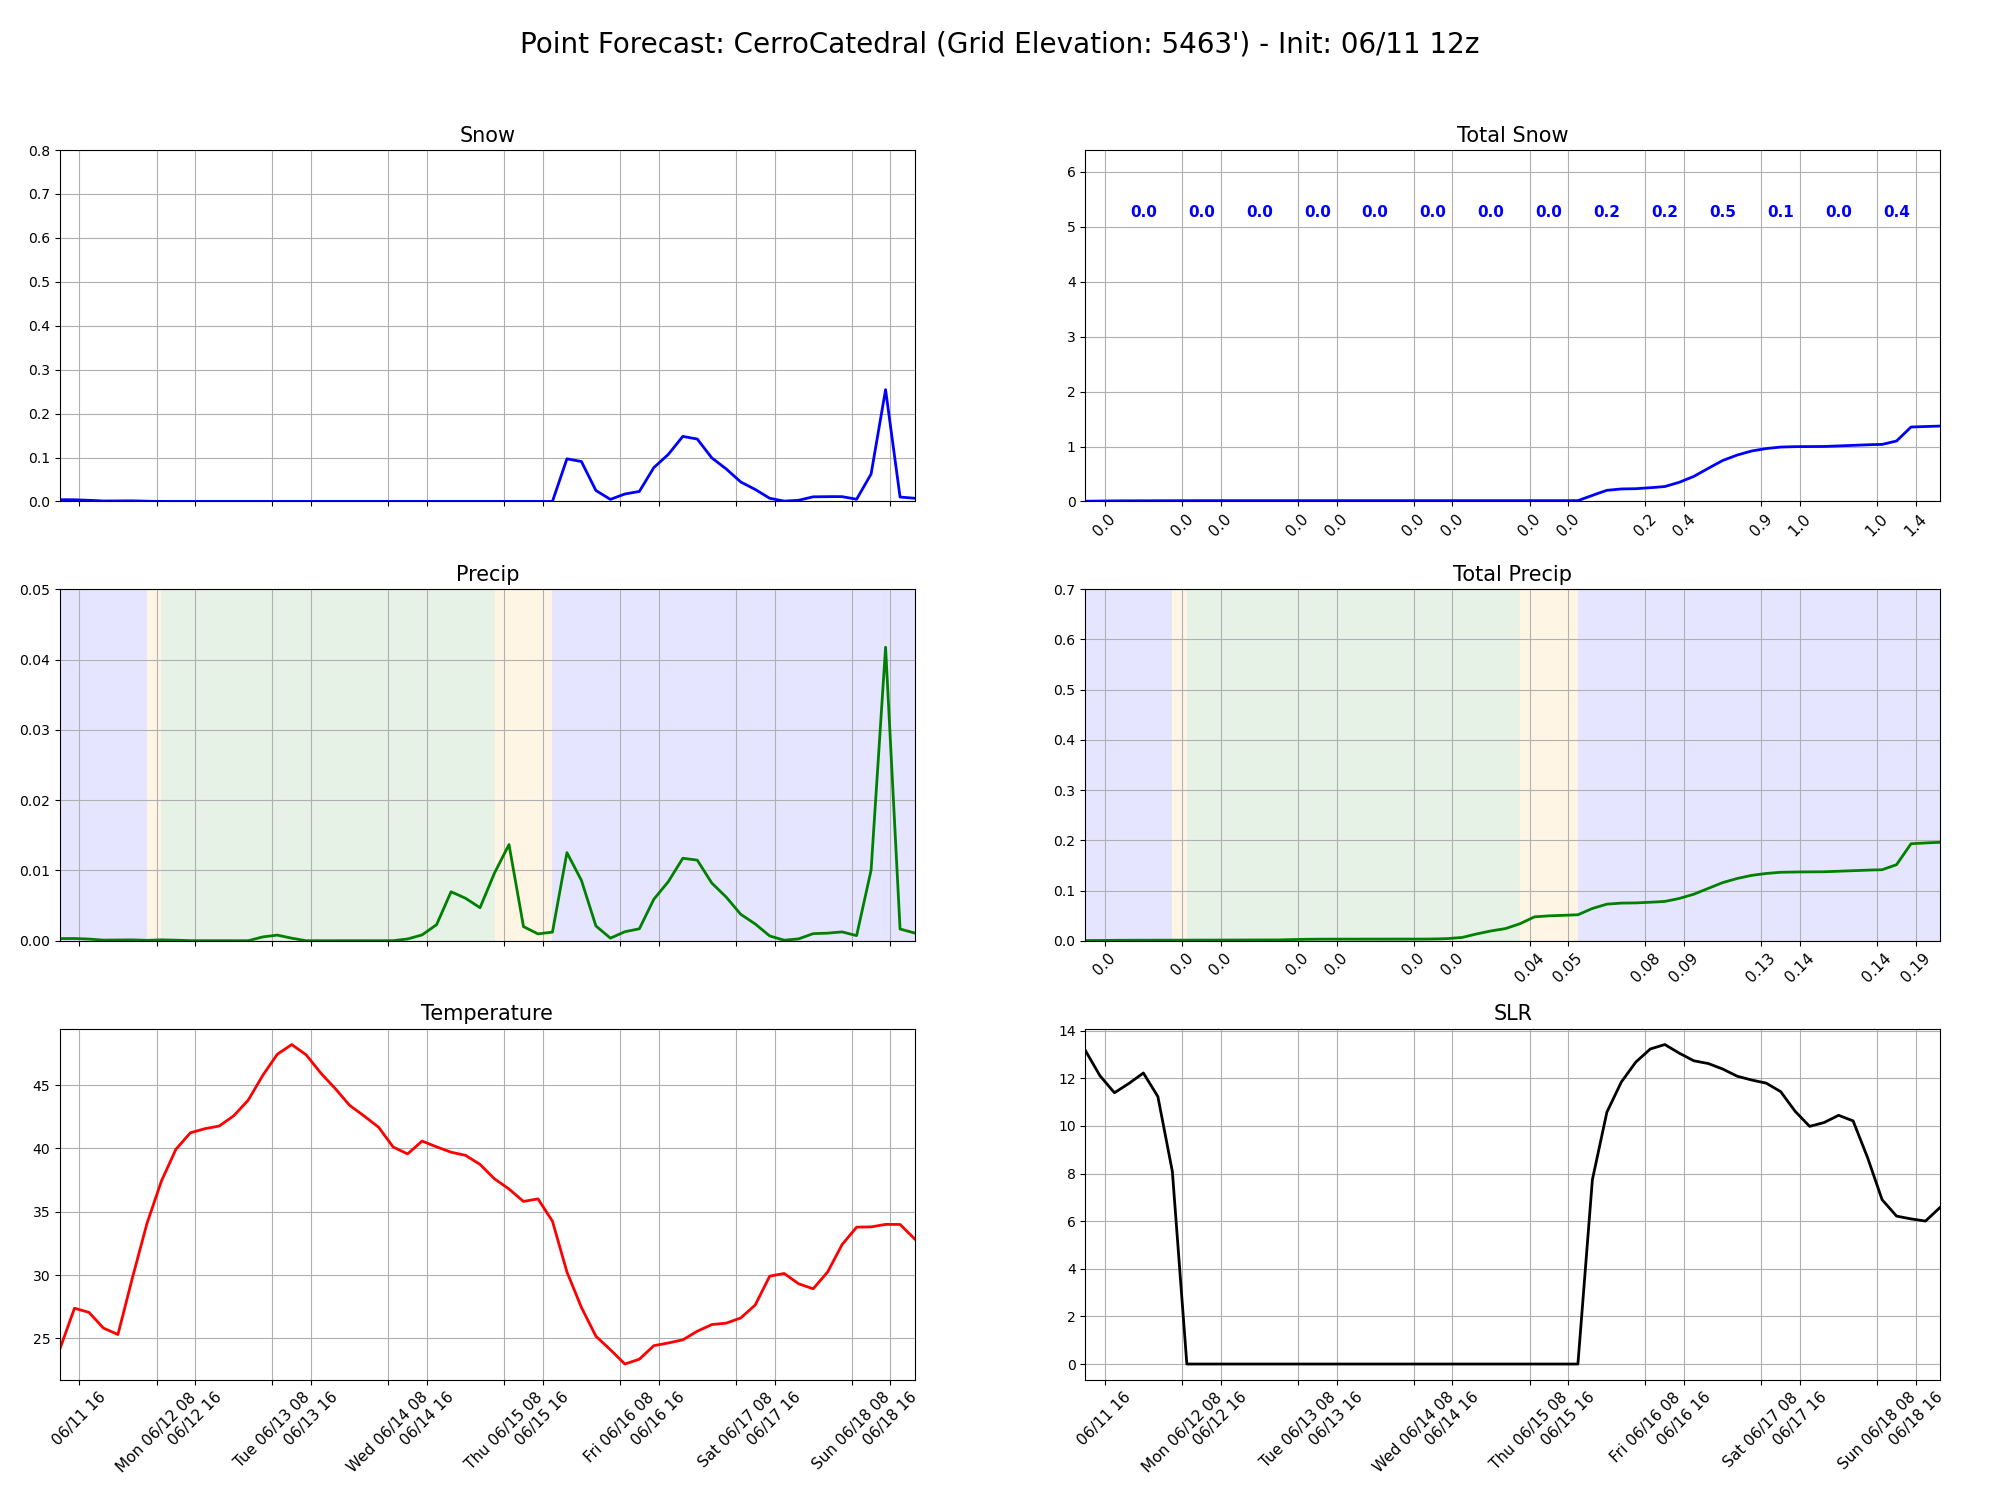 Point Forecast: CerroCatedral (Grid Elevation: 5463') - Init: 06/11 12z
Snow
0.8
0.7
0.6
0.5
0.4
0.3
0.2
0.1
0.0
Total Snow
6
5
4
3
2
1
0
0.0 0.0 0.0 0.0 0.0 0.0 0.0 0.0 0.2 0.2 0.5 0.1 0.0 0.4
0.0 0.0 0.0 0.0 0.0 0.0 0.0 0.0 0.0 0.2 0.4 0.9 1.0 1.0 1.4
Precip
0.05
0.04
0.03
0.02
0.01
0.00
Total Precip
0.7
0.6
0.5
0.4
0.3
0.2
0.1
0.0
0.0 0.0 0.0 0.0 0.0 0.0 0.0 0.04 0.05 0.08 0.09 0.13 0.14 0.14 0.19
Temperature
45
40
35
30
25
06/11 16
Mon 06/12 08
06/12 16
Tue 06/13 08
06/13 16
Wed 06/14 08
06/14 16
Thu 06/15 08
06/15 16
Fri 06/16 08
06/16 16
Sat 06/17 08
06/17 16
Sun 06/18 08
06/18 16
SLR
14
12
10
8
6
4
2
0
06/11 16
Mon 06/12 08
06/12 16
Tue 06/13 08
06/13 16
Wed 06/14 08
06/14 16
Thu 06/15 08
06/15 16
Fri 06/16 08
06/16 16
Sat 06/17 08
06/17 16
Sun 06/18 08
06/18 16